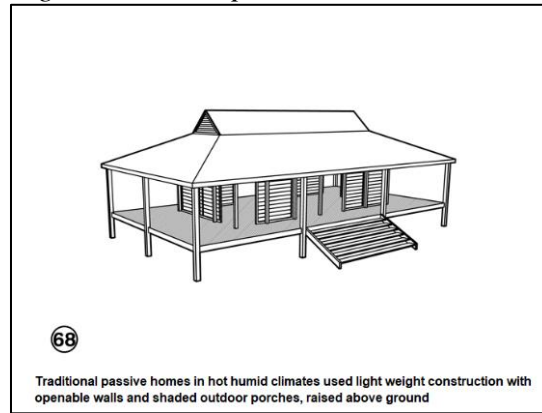 68
Traditional passive homes in hot humid climates used light weight construction with
openable walls and shaded outdoor porches, raised above ground